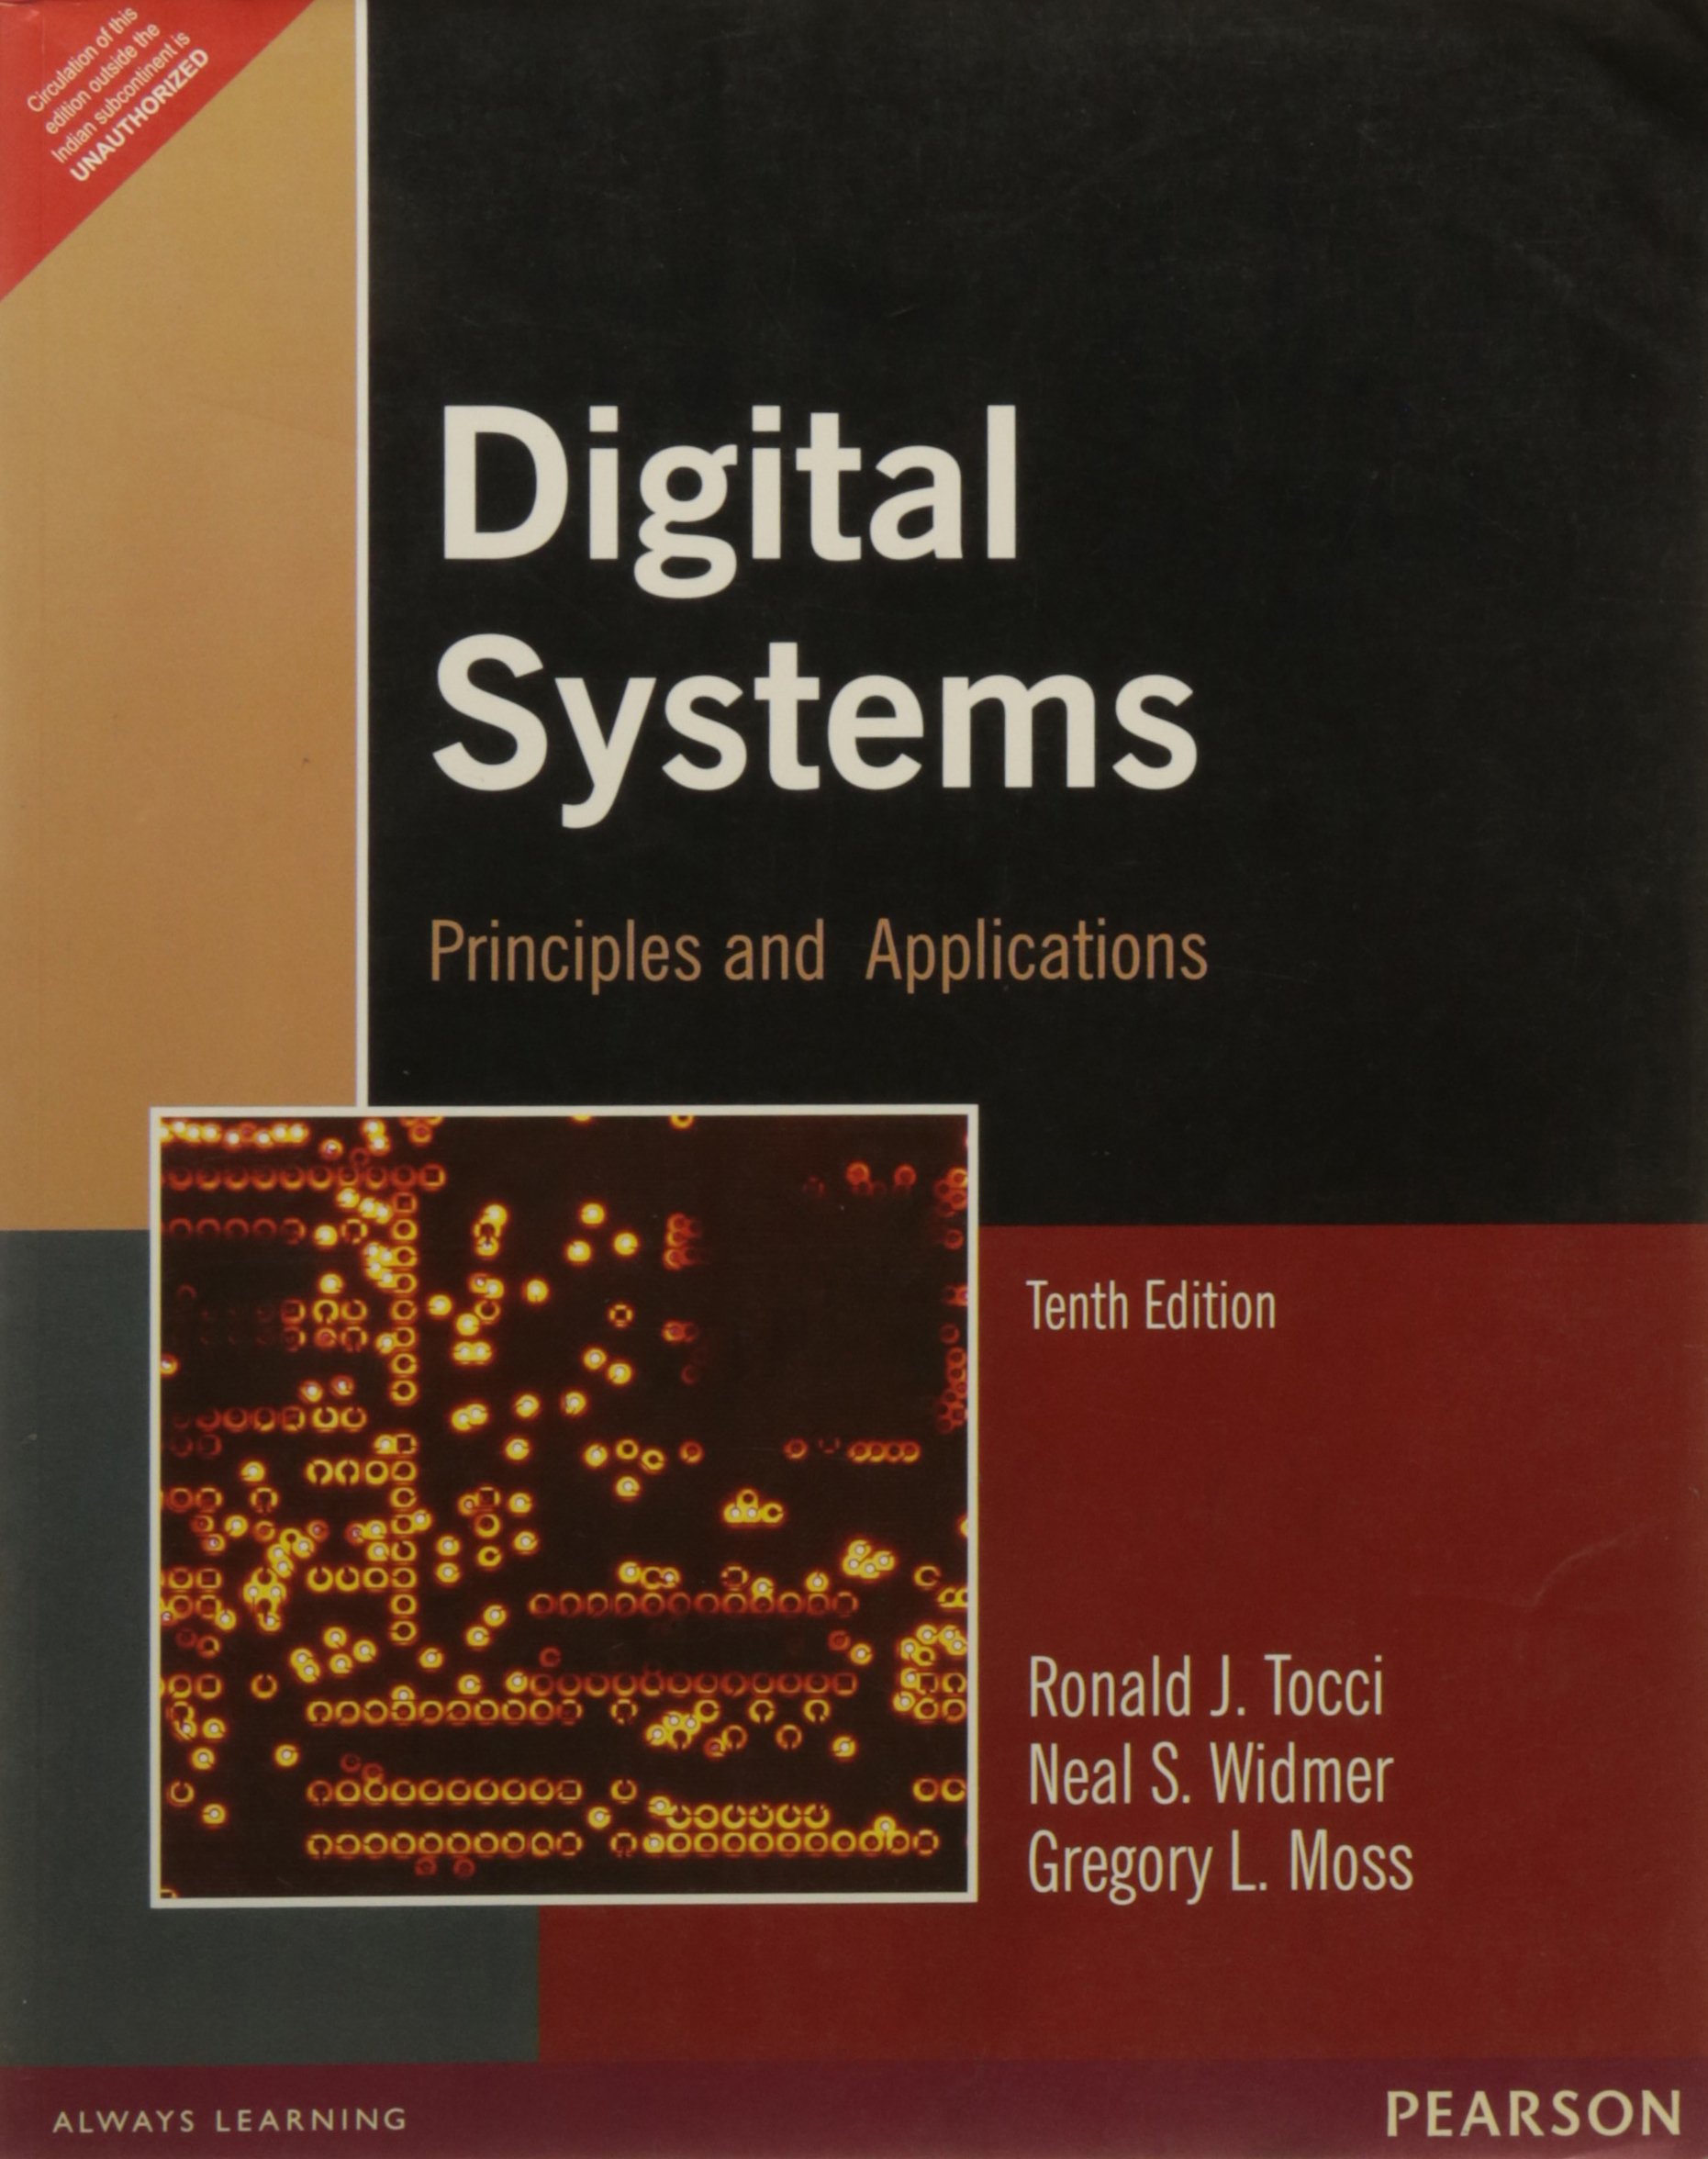 Circulation of this
edition outside the
Indian subcontinent is
UNAUTHORIZED
Digital
Systems
Principles and Applications
Tenth Edition
Ronald J. Tocci
Neal S. Widmer
Gregory L. Moss
ALWAYS LEARNING
PEARSON